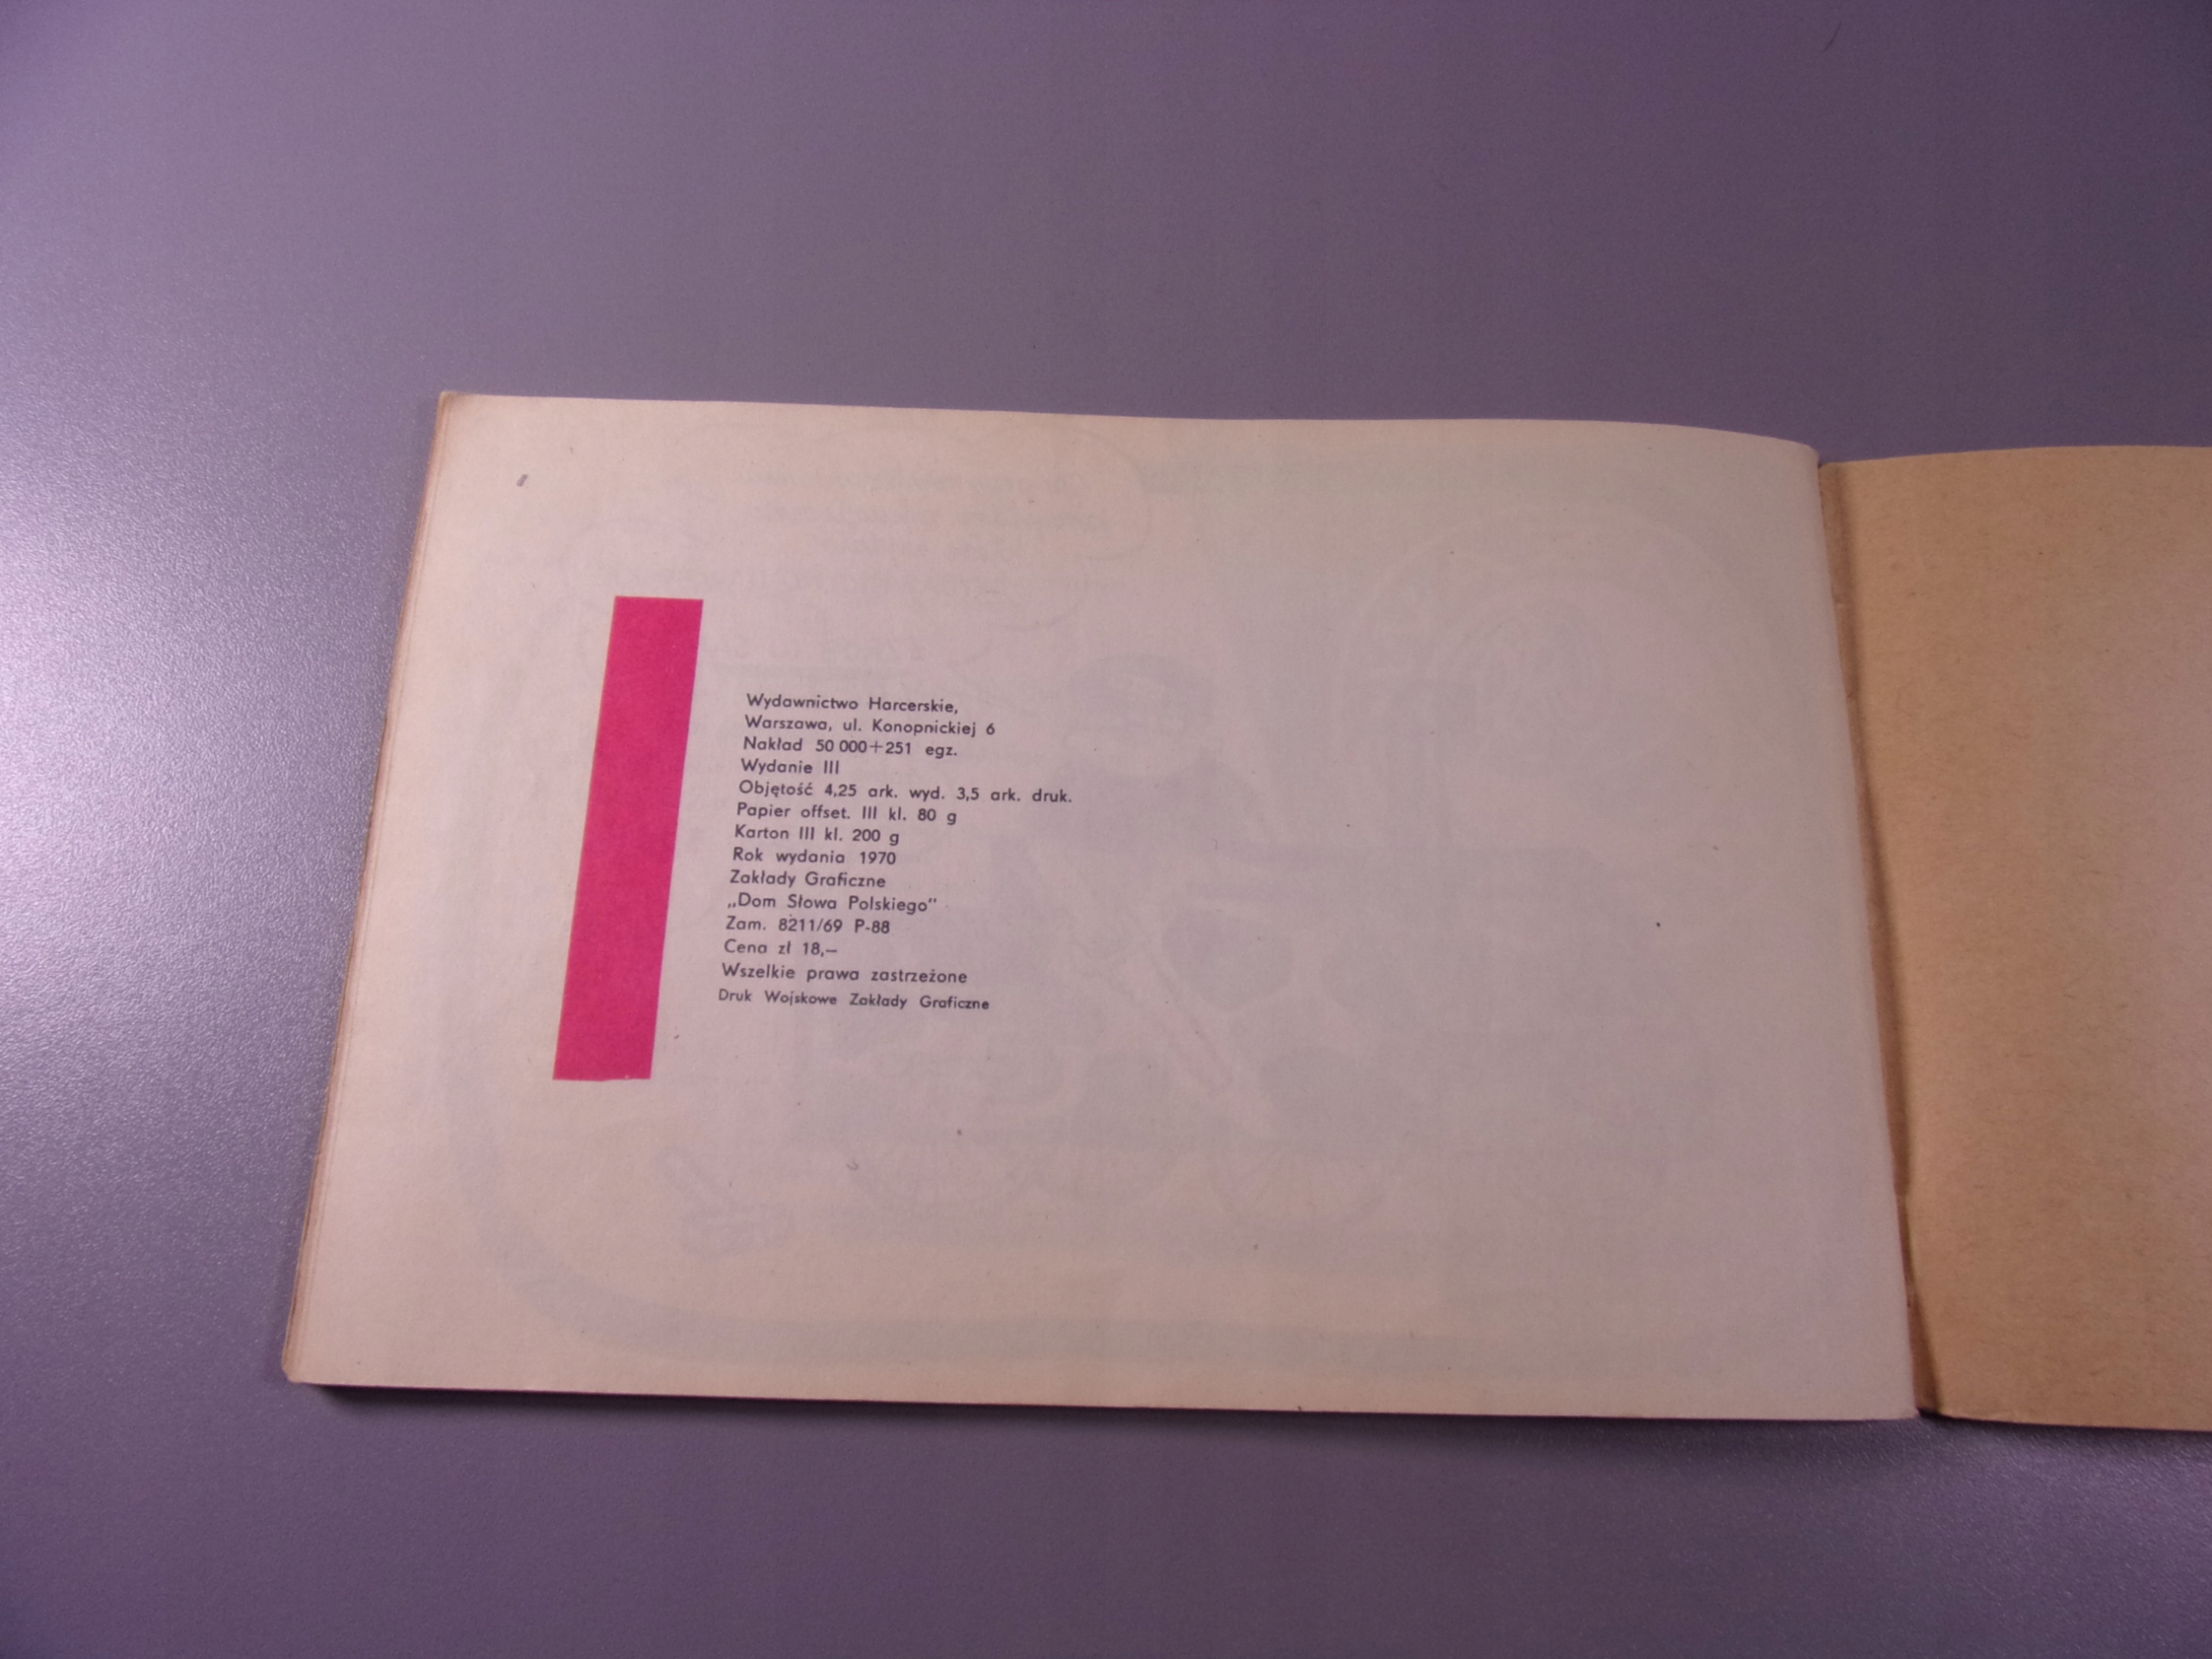 Wydawnictwo Harcerskie,
Warszawa, ul. Konopnickiej 6
Nakład 50 000+251 egz.
Wydanie III
Objętość 4,25 ark. wyd. 3,5 ark. druk.
Papier offset. III kl. 80 g
Karton III kl. 200 g
Rok wydania 1970
Zakłady Graficzne
„Dom Słowa Polskiego"
Zam. 8211/69 P-88
Cena zł 18,—
Wszelkie prawa zastrzeżone
Druk Wojskowe Zakłady Graficzne